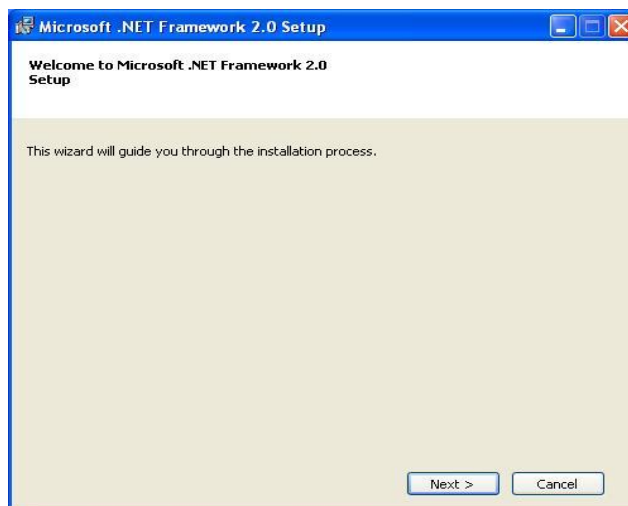 Microsoft .NET Framework 2.0 Setup
Welcome to Microsoft .NET Framework 2.0
Setup
This wizard will guide you through the installation process.
Next >
Cancel